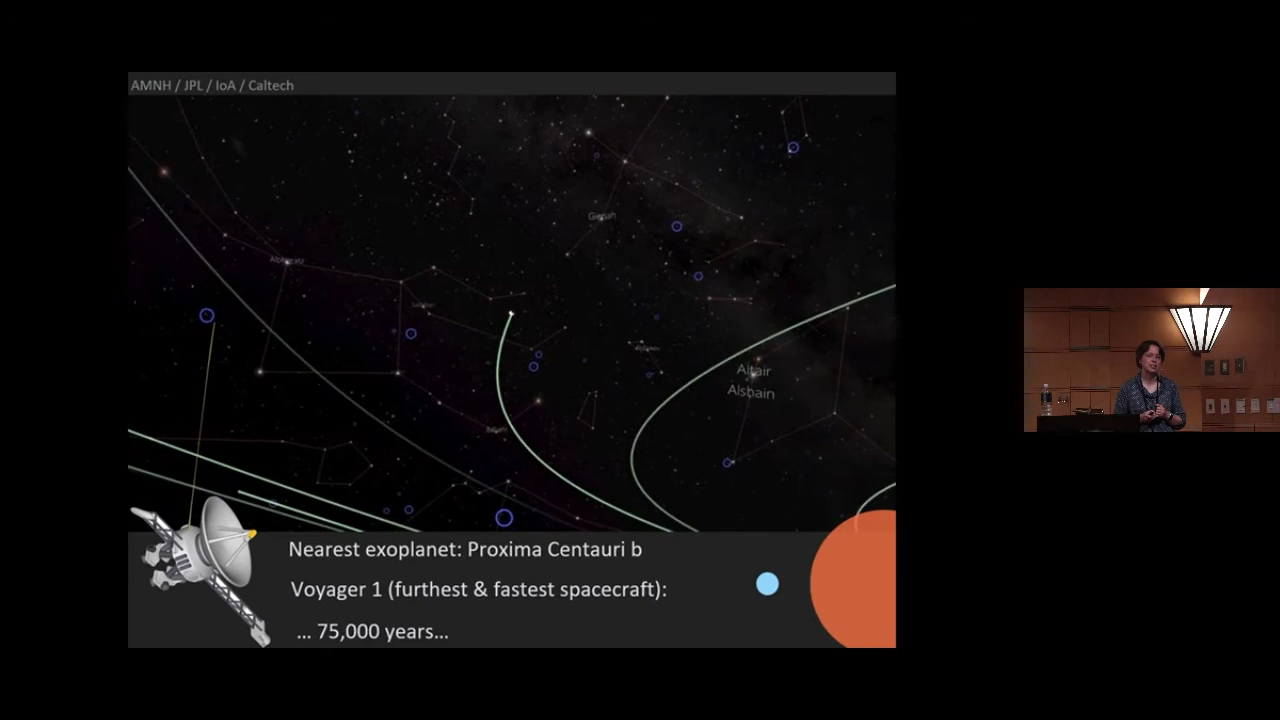 AMNH / JPL / IoA / Caltech
Altair
Alshain
Nearest exoplanet: Proxima Centauri b
Voyager 1 (furthest & fastest spacecraft):
... 75,000 years...